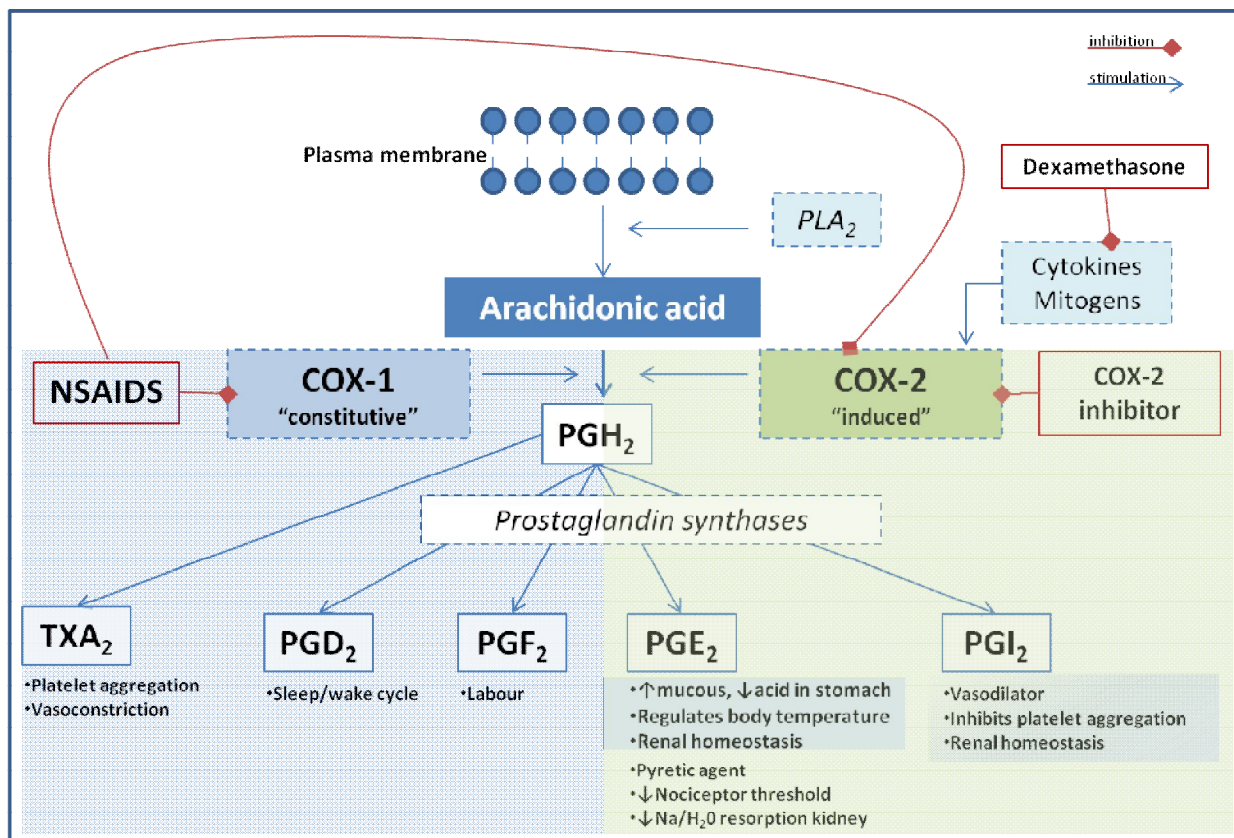 inhibition
stimulation
Plasma membrane
Dexamethasone
PLA₂
Cytokines
Mitogens
Arachidonic acid
NSAIDS
COX-1
"constitutive"
COX-2
"induced"
COX-2
inhibitor
PGH₂
Prostaglandin synthases
TXA₂
•Platelet aggregation
•Vasoconstriction
PGD₂
•Sleep/wake cycle
PGF₂
•Labour
PGE₂
•↑mucous, ↓acid in stomach
•Regulates body temperature
•Renal homeostasis
•Pyretic agent
•↓Nociceptor threshold
•↓Na/H₂0 resorption kidney
PGI₂
•Vasodilator
•Inhibits platelet aggregation
•Renal homeostasis